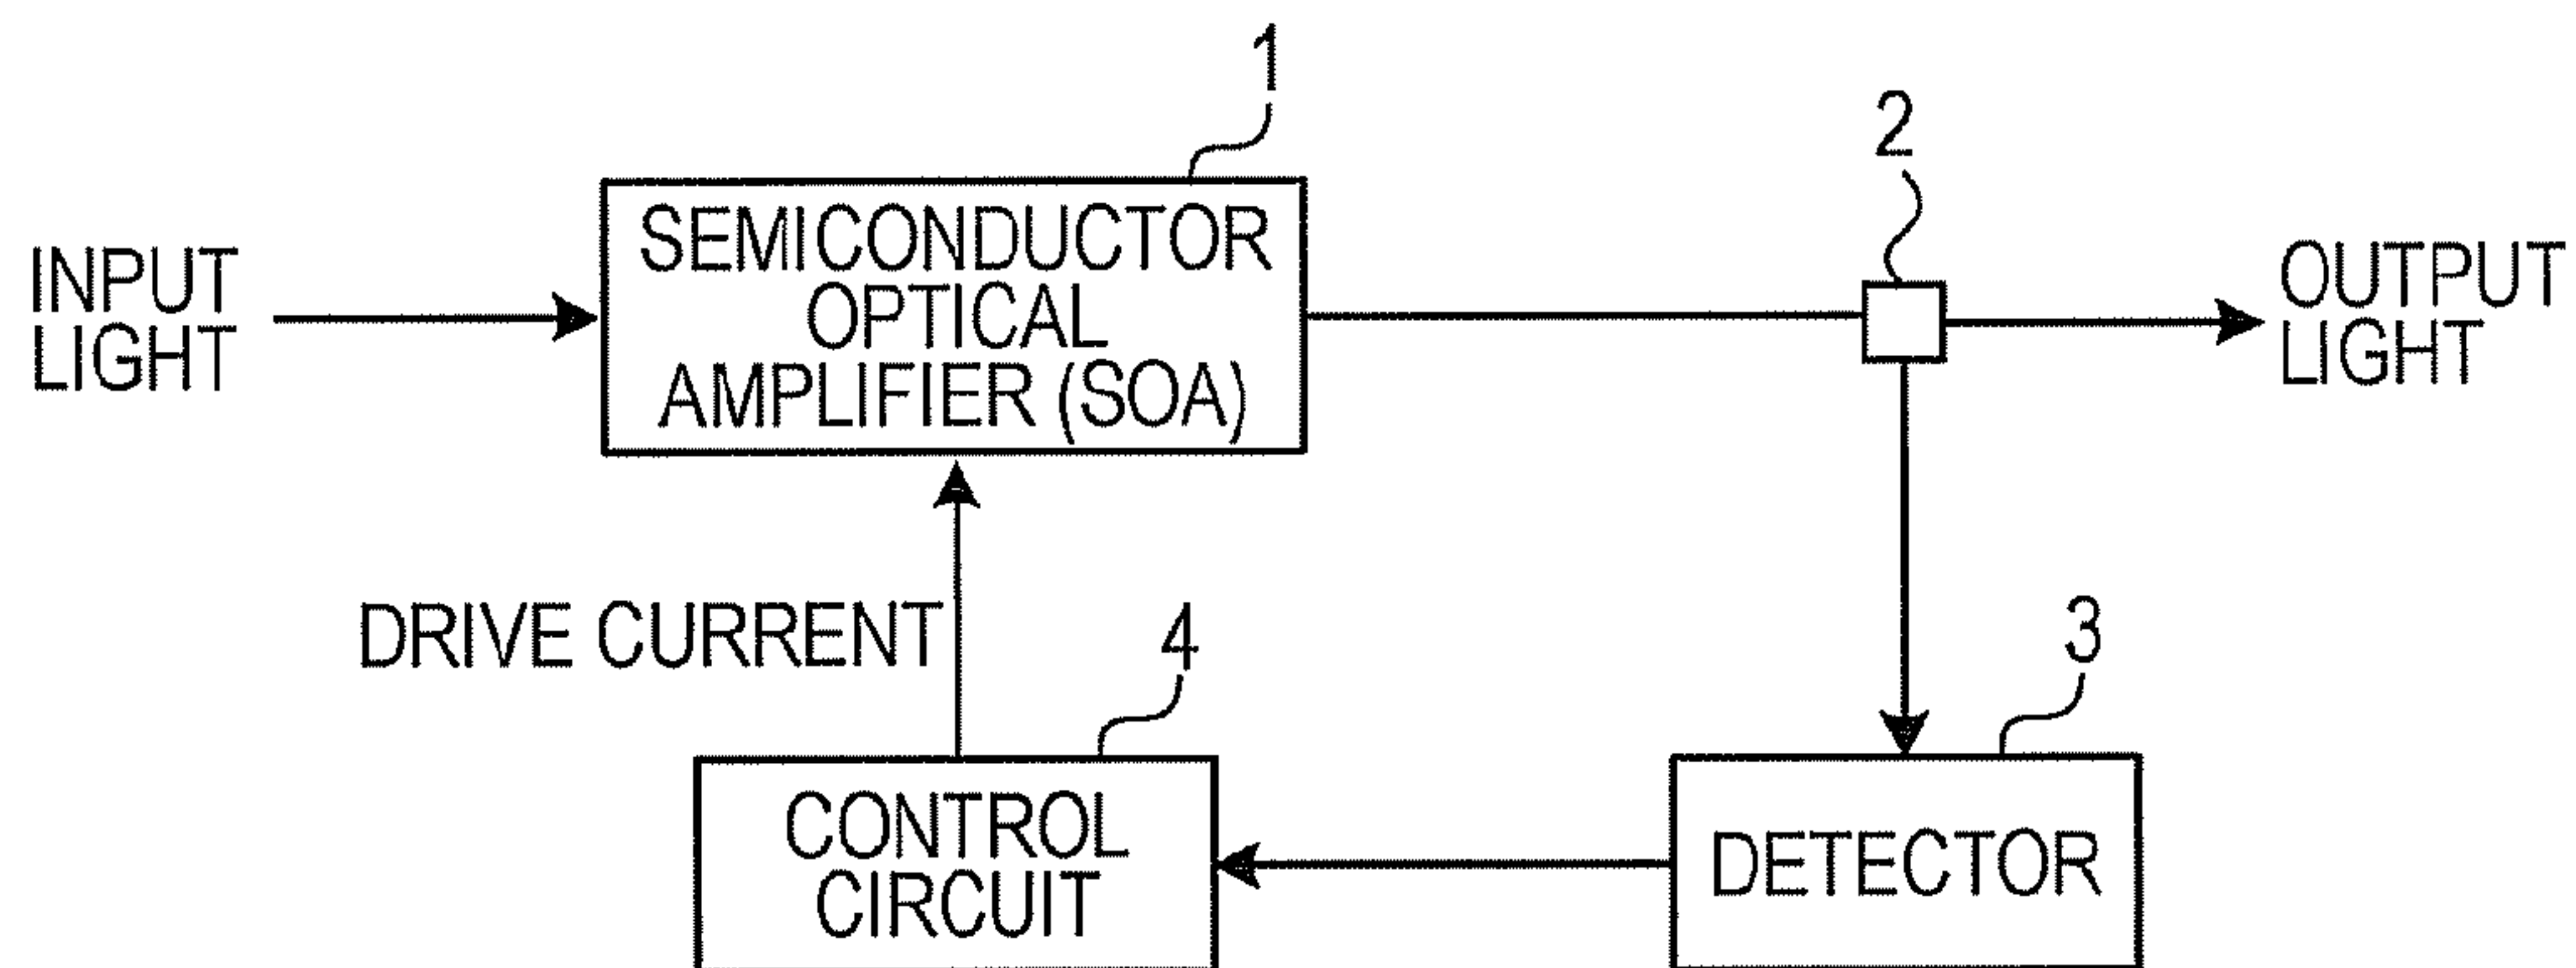 1
2
INPUT
LIGHT
SEMICONDUCTOR
OPTICAL
AMPLIFIER (SOA)
OUTPUT
LIGHT
DRIVE CURRENT
4
3
CONTROL
CIRCUIT
DETECTOR